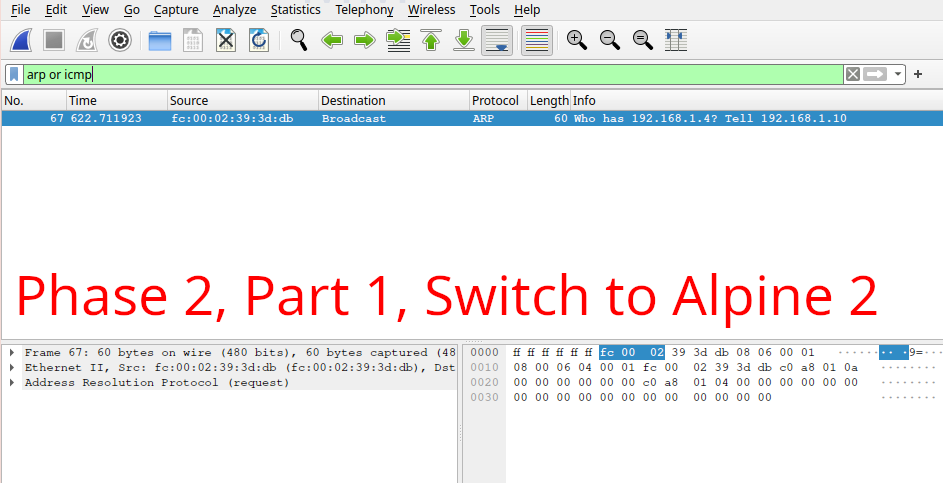 File Edit View Go Capture Analyze Statistics Telephony Wireless Tools Help
arp or icmp
No. Time Source Destination Protocol Length Info
67 622.711923 fc:00:02:39:3d:db Broadcast ARP 60 Who has 192.168.1.4? Tell 192.168.1.10
Phase 2, Part 1, Switch to Alpine 2
Frame 67: 60 bytes on wire (480 bits), 60 bytes captured (48
Ethernet II, Src: fc:00:02:39:3d:db (fc:00:02:39:3d:db), Dst
Address Resolution Protocol (request)
0000 ff ff ff ff ff ff fc 00 02 39 3d db 08 06 00 01 ·········9=·····
0010 08 00 06 04 00 01 fc 00 02 39 3d db c0 a8 01 0a ········
0020 00 00 00 00 00 00 c0 a8 01 04 00 00 00 00 00 00 ········
0030 00 00 00 00 00 00 00 00 00 00 00 00 ········